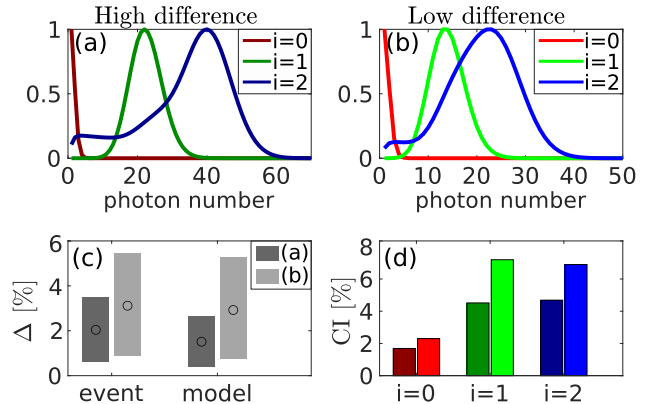 High difference
(a)
i=0
i=1
i=2
1
0.5
0
0 20 40 60
photon number
Low difference
(b)
i=0
i=1
i=2
1
0.5
0
0 10 20 30 40 50
photon number
(c)
(a)
(b)
6
4
2
0
Δ [%]
event model
(d)
8
6
4
2
0
CI [%]
i=0 i=1 i=2